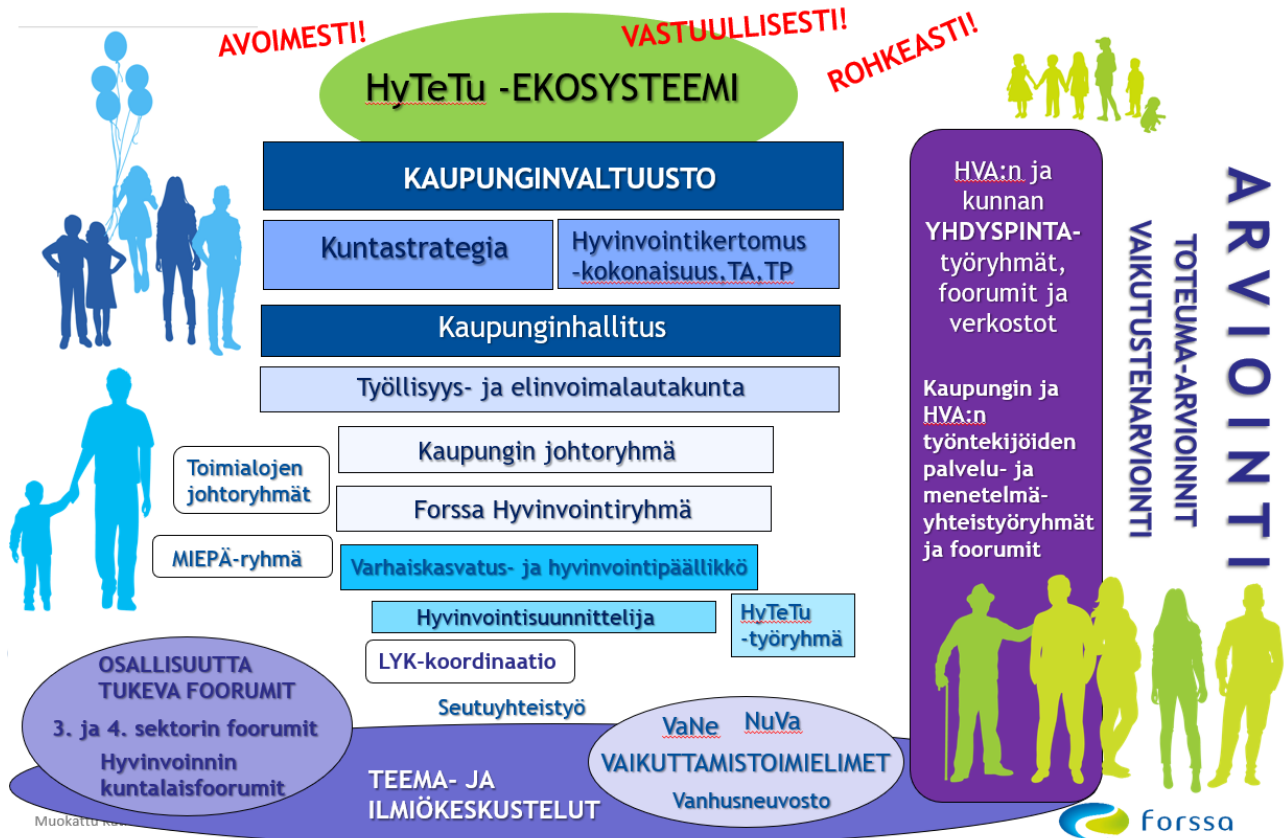 AVOIMESTI!
VASTUULLISESTI!
ROHKEASTI!
HyTeTu -EKOSYSTEEMI
KAUPUNGINVALTUUSTO
Kuntastrategia
Hyvinvointikertomus
-kokonaisuus,TA,TP
Kaupunginhallitus
Työllisyys- ja elinvoimalautakunta
Kaupungin johtoryhmä
Toimialojen
johtoryhmät
Forssa Hyvinvointiryhmä
MIEPÄ-ryhmä
Varhaiskasvatus- ja hyvinvointipäällikkö
Hyvinvointisuunnittelija
HyTeTu
-työryhmä
LYK-koordinaatio
Seutuyhteistyö
OSALLISUUTTA
TUKEVA FOORUMIT
3. ja 4. sektorin foorumit
Hyvinvoinnin
kuntalaisfoorumit
TEEMA- JA
ILMIÖKESKUSTELUT
VaNe NuVa
VAIKUTTAMISTOIMIELIMET
Vanhusneuvosto
HVA:n ja
kunnan
YHDYSPINTA-
työryhmät,
foorumit ja
verkostot
Kaupungin ja
HVA:n
työntekijöiden
palvelu- ja
menetelmä-
yhteistyöryhmät
ja foorumit
ARVIOINTI
TOTEUMA-ARVIOINNIT
VAIKUTUSTENARVIOINTI
Muokattu
forssa